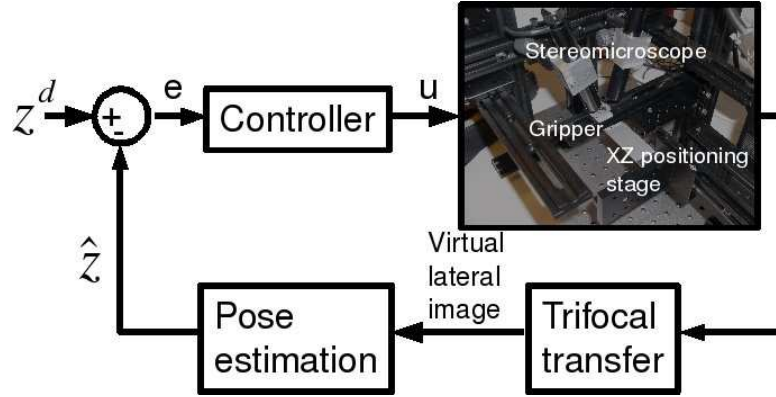 z^d
+
-
e
Controller
u
Stereomicroscope
Gripper
XZ positioning
stage
ẑ
Pose
estimation
Virtual
lateral
image
Trifocal
transfer